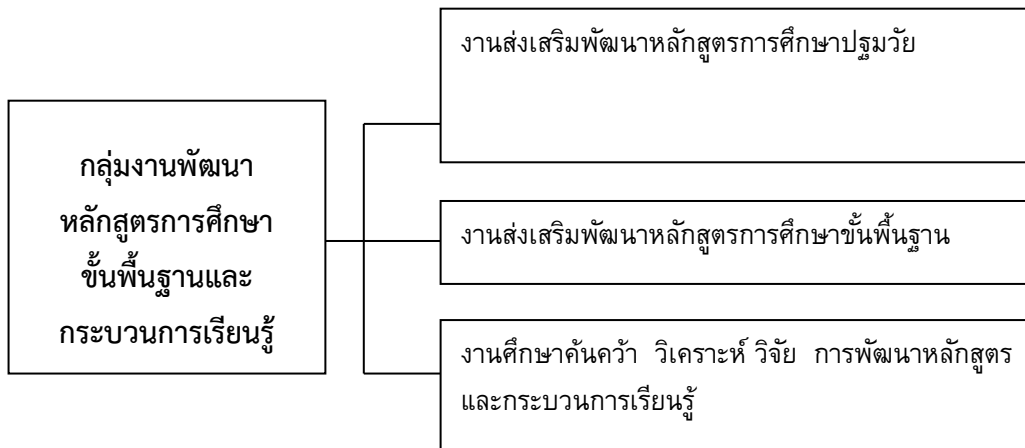 กลุ่มงานพัฒนา
หลักสูตรการศึกษา
ขั้นพื้นฐานและ
กระบวนการเรียนรู้
งานส่งเสริมพัฒนาหลักสูตรการศึกษาปฐมวัย
งานส่งเสริมพัฒนาหลักสูตรการศึกษาขั้นพื้นฐาน
งานศึกษาค้นคว้า วิเคราะห์ วิจัย การพัฒนาหลักสูตร
และกระบวนการเรียนรู้